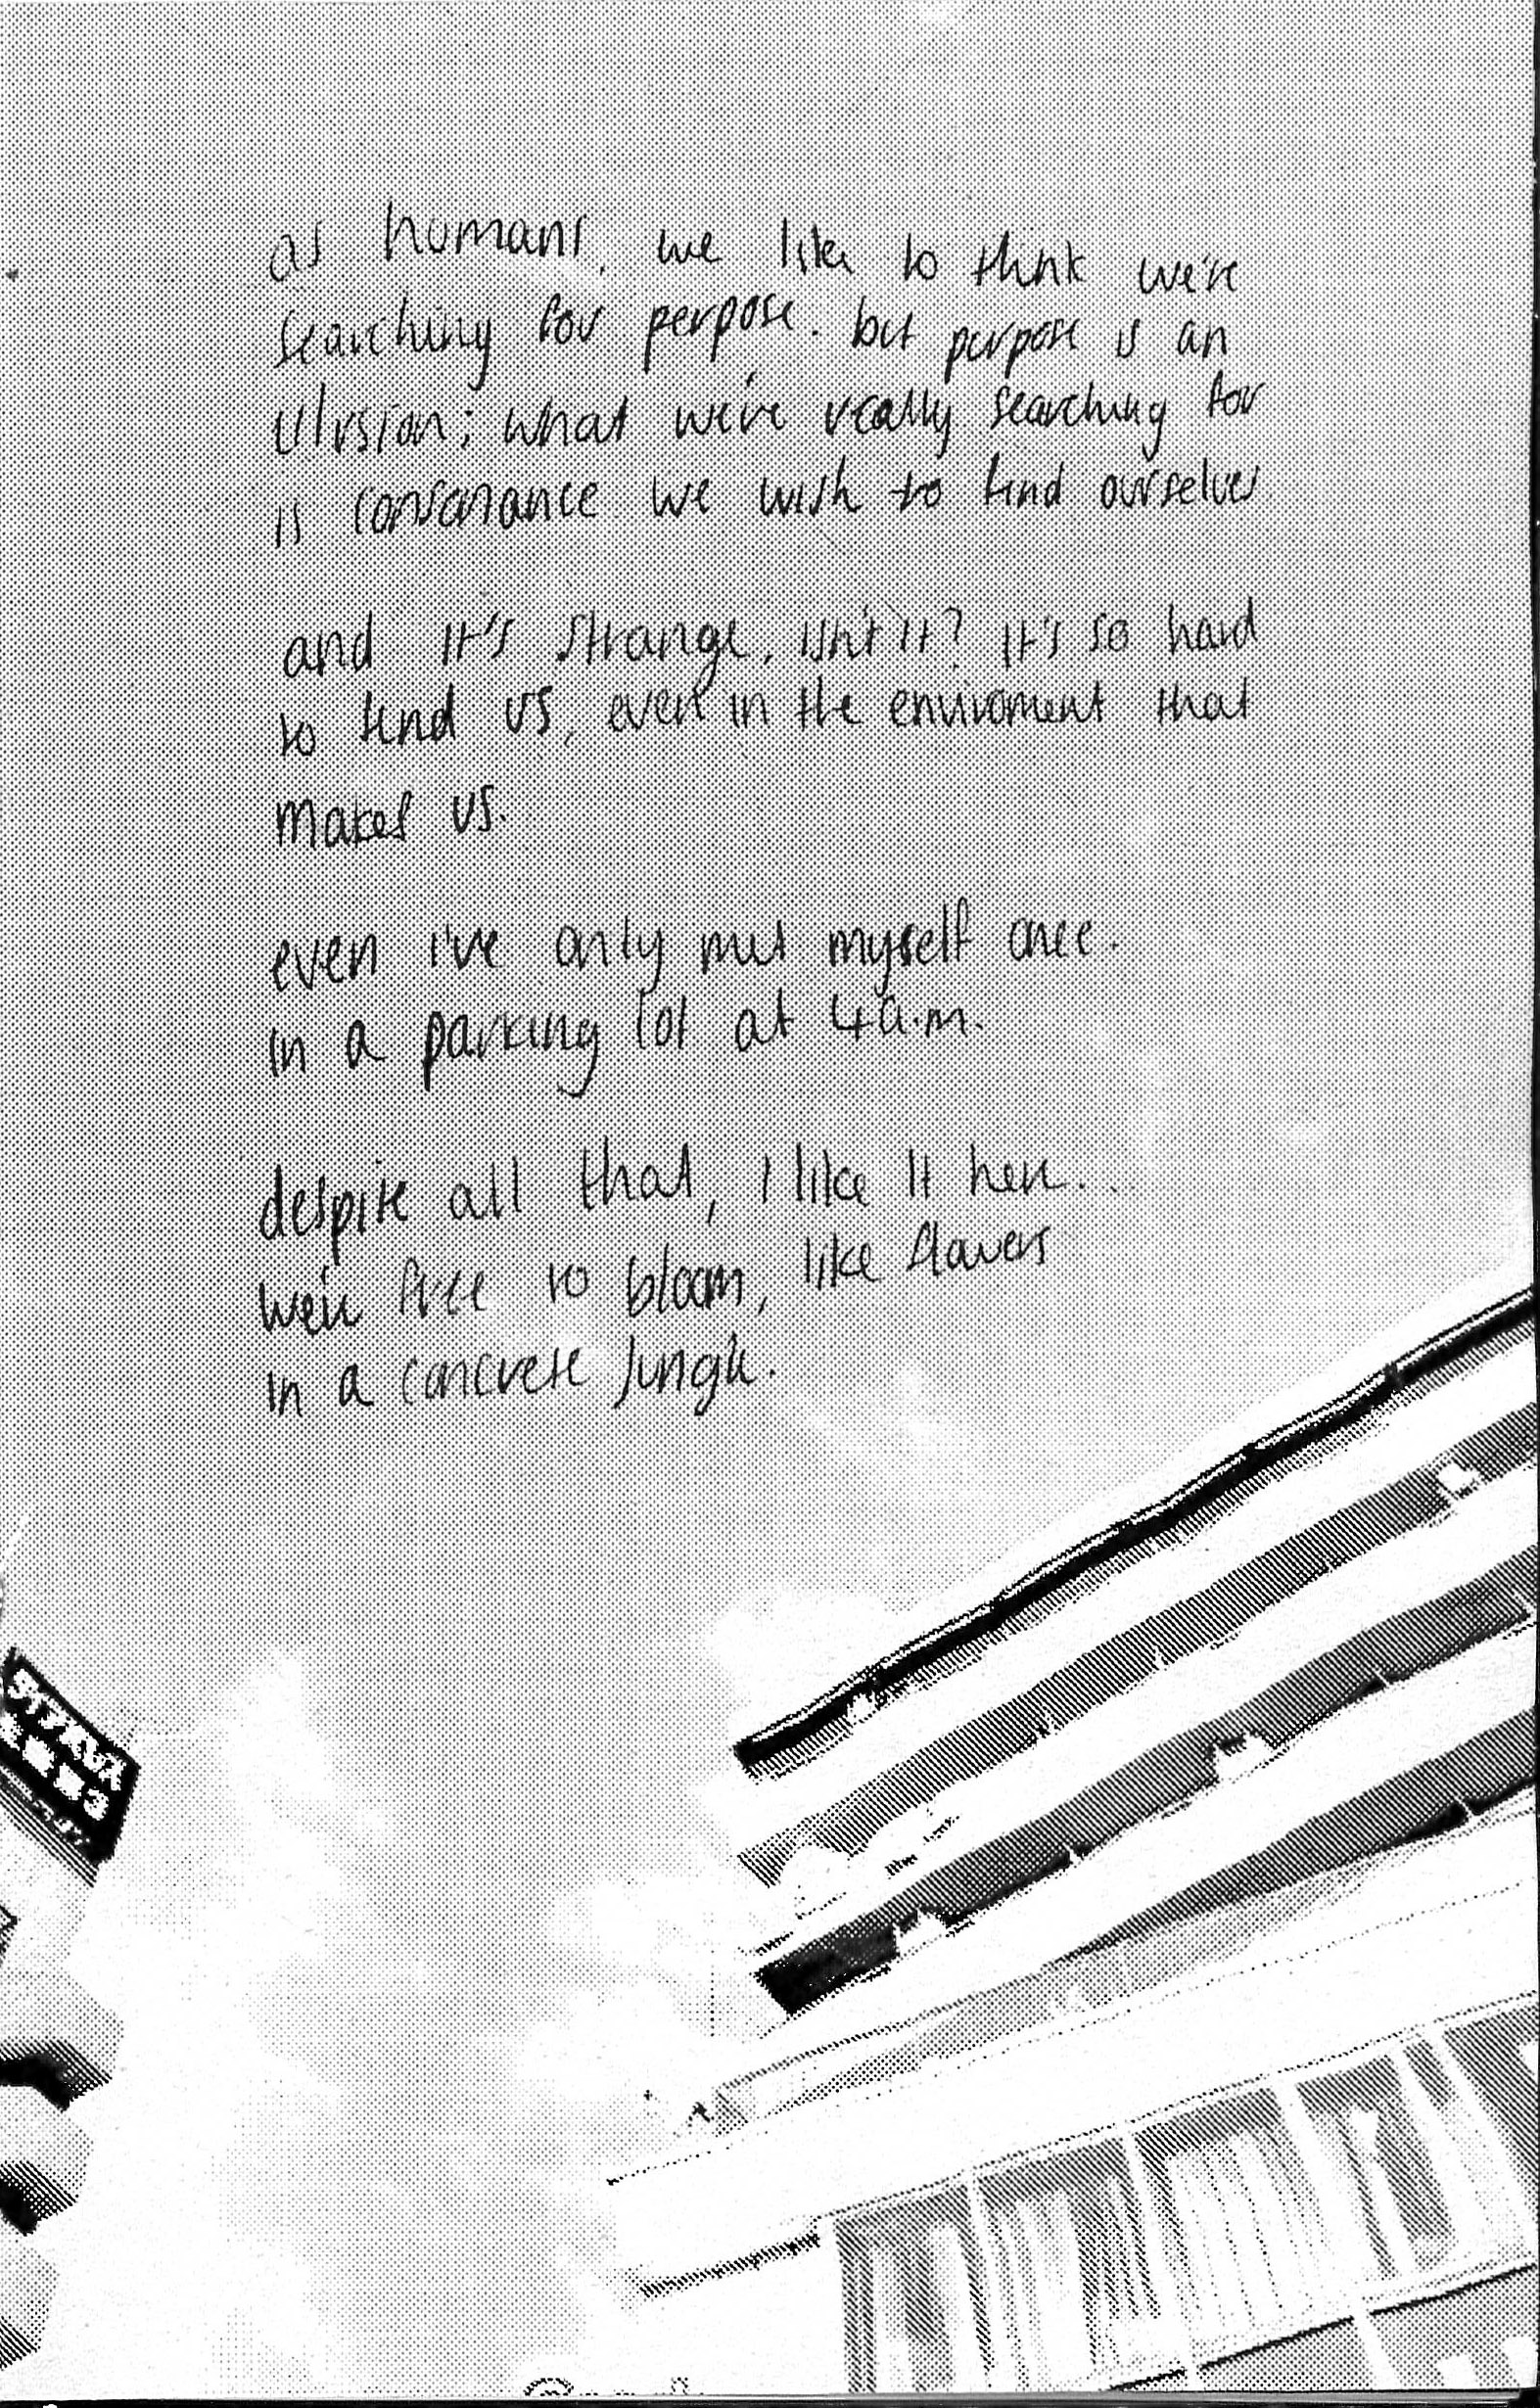 as humans, we like to think we're
searching for perpose. but purpose is an
illusion; what we're really searching for
is consonance we wish to find ourselves
and it's strange, isn't it? it's so hard
to find us, even in the enviroment that
makes us.
even i've only met myself once.
in a parking lot at 4a.m.
despite all that, i like it here...
we're free to bloom, like flowers
in a concrete jungle.